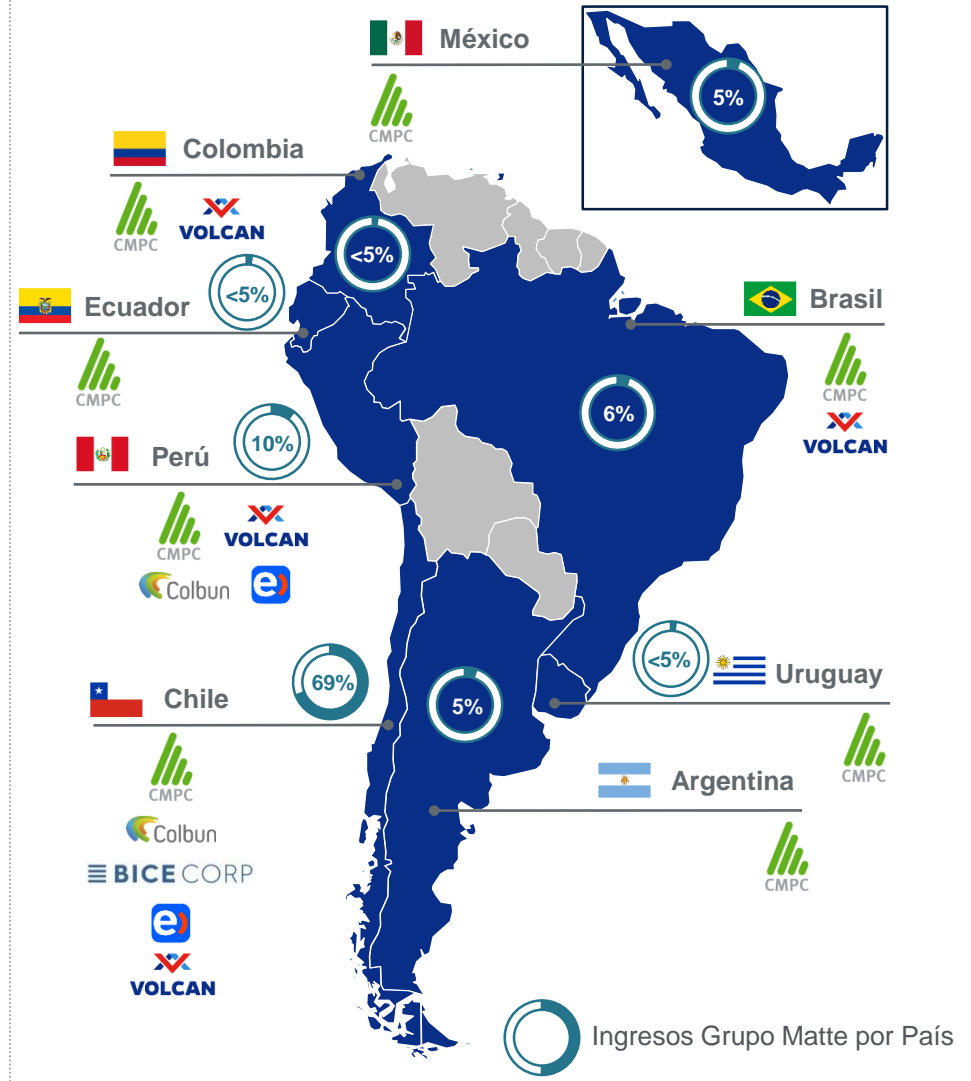 México
5%
CMPC
Colombia
CMPC
VOLCAN
<5%
Ecuador
<5%
CMPC
Brasil
6%
CMPC
VOLCAN
Perú
10%
CMPC
VOLCAN
Colbun
e)
Chile
69%
CMPC
Colbun
BICECORP
e)
VOLCAN
5%
<5%
Uruguay
CMPC
Argentina
CMPC
Ingresos Grupo Matte por País